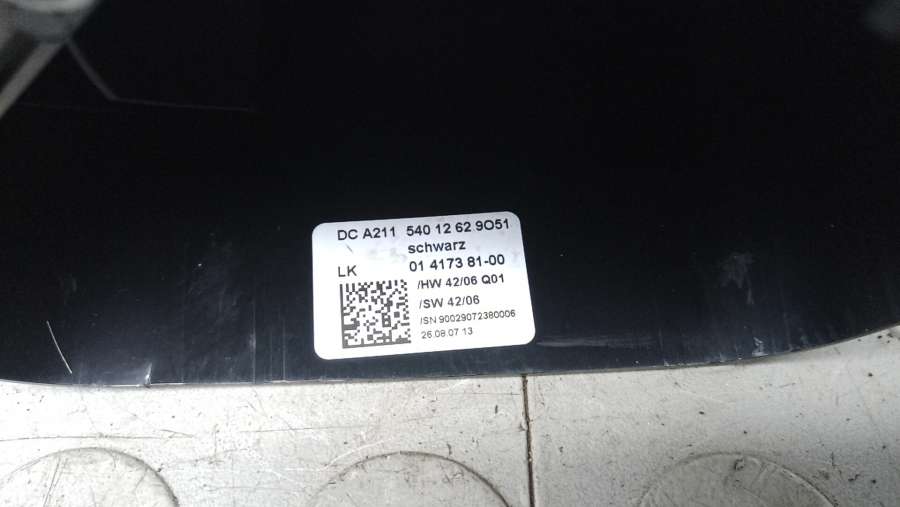 DC A211 540 12 62 9O51
schwarz
LK 01 4173 81-00
/HW 42/06 Q01
/SW 42/06
/SN 90029072380006
26.08.07 13